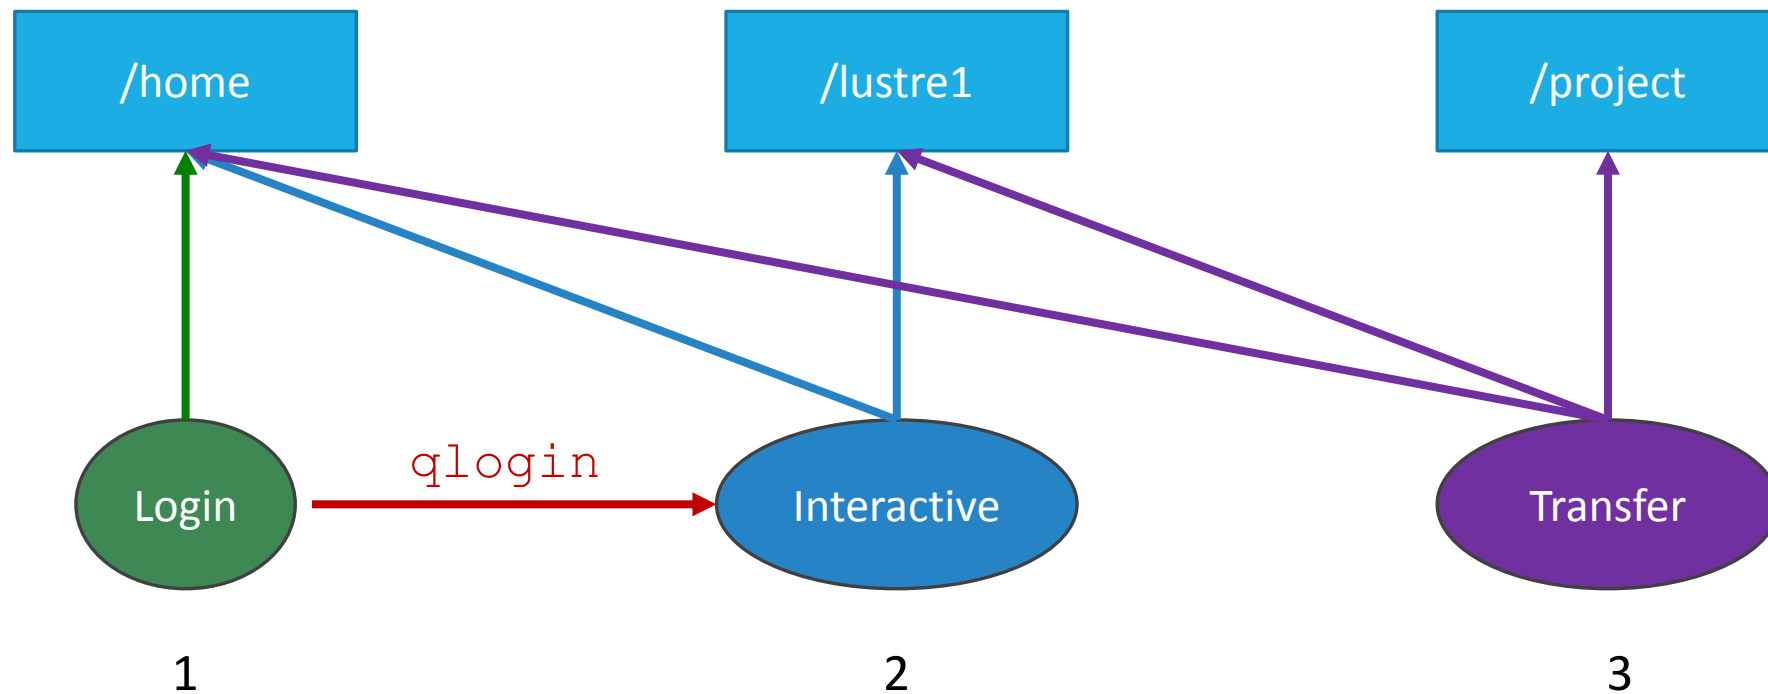 /home
/lustre1
/project
qlogin
Login
Interactive
Transfer
1
2
3